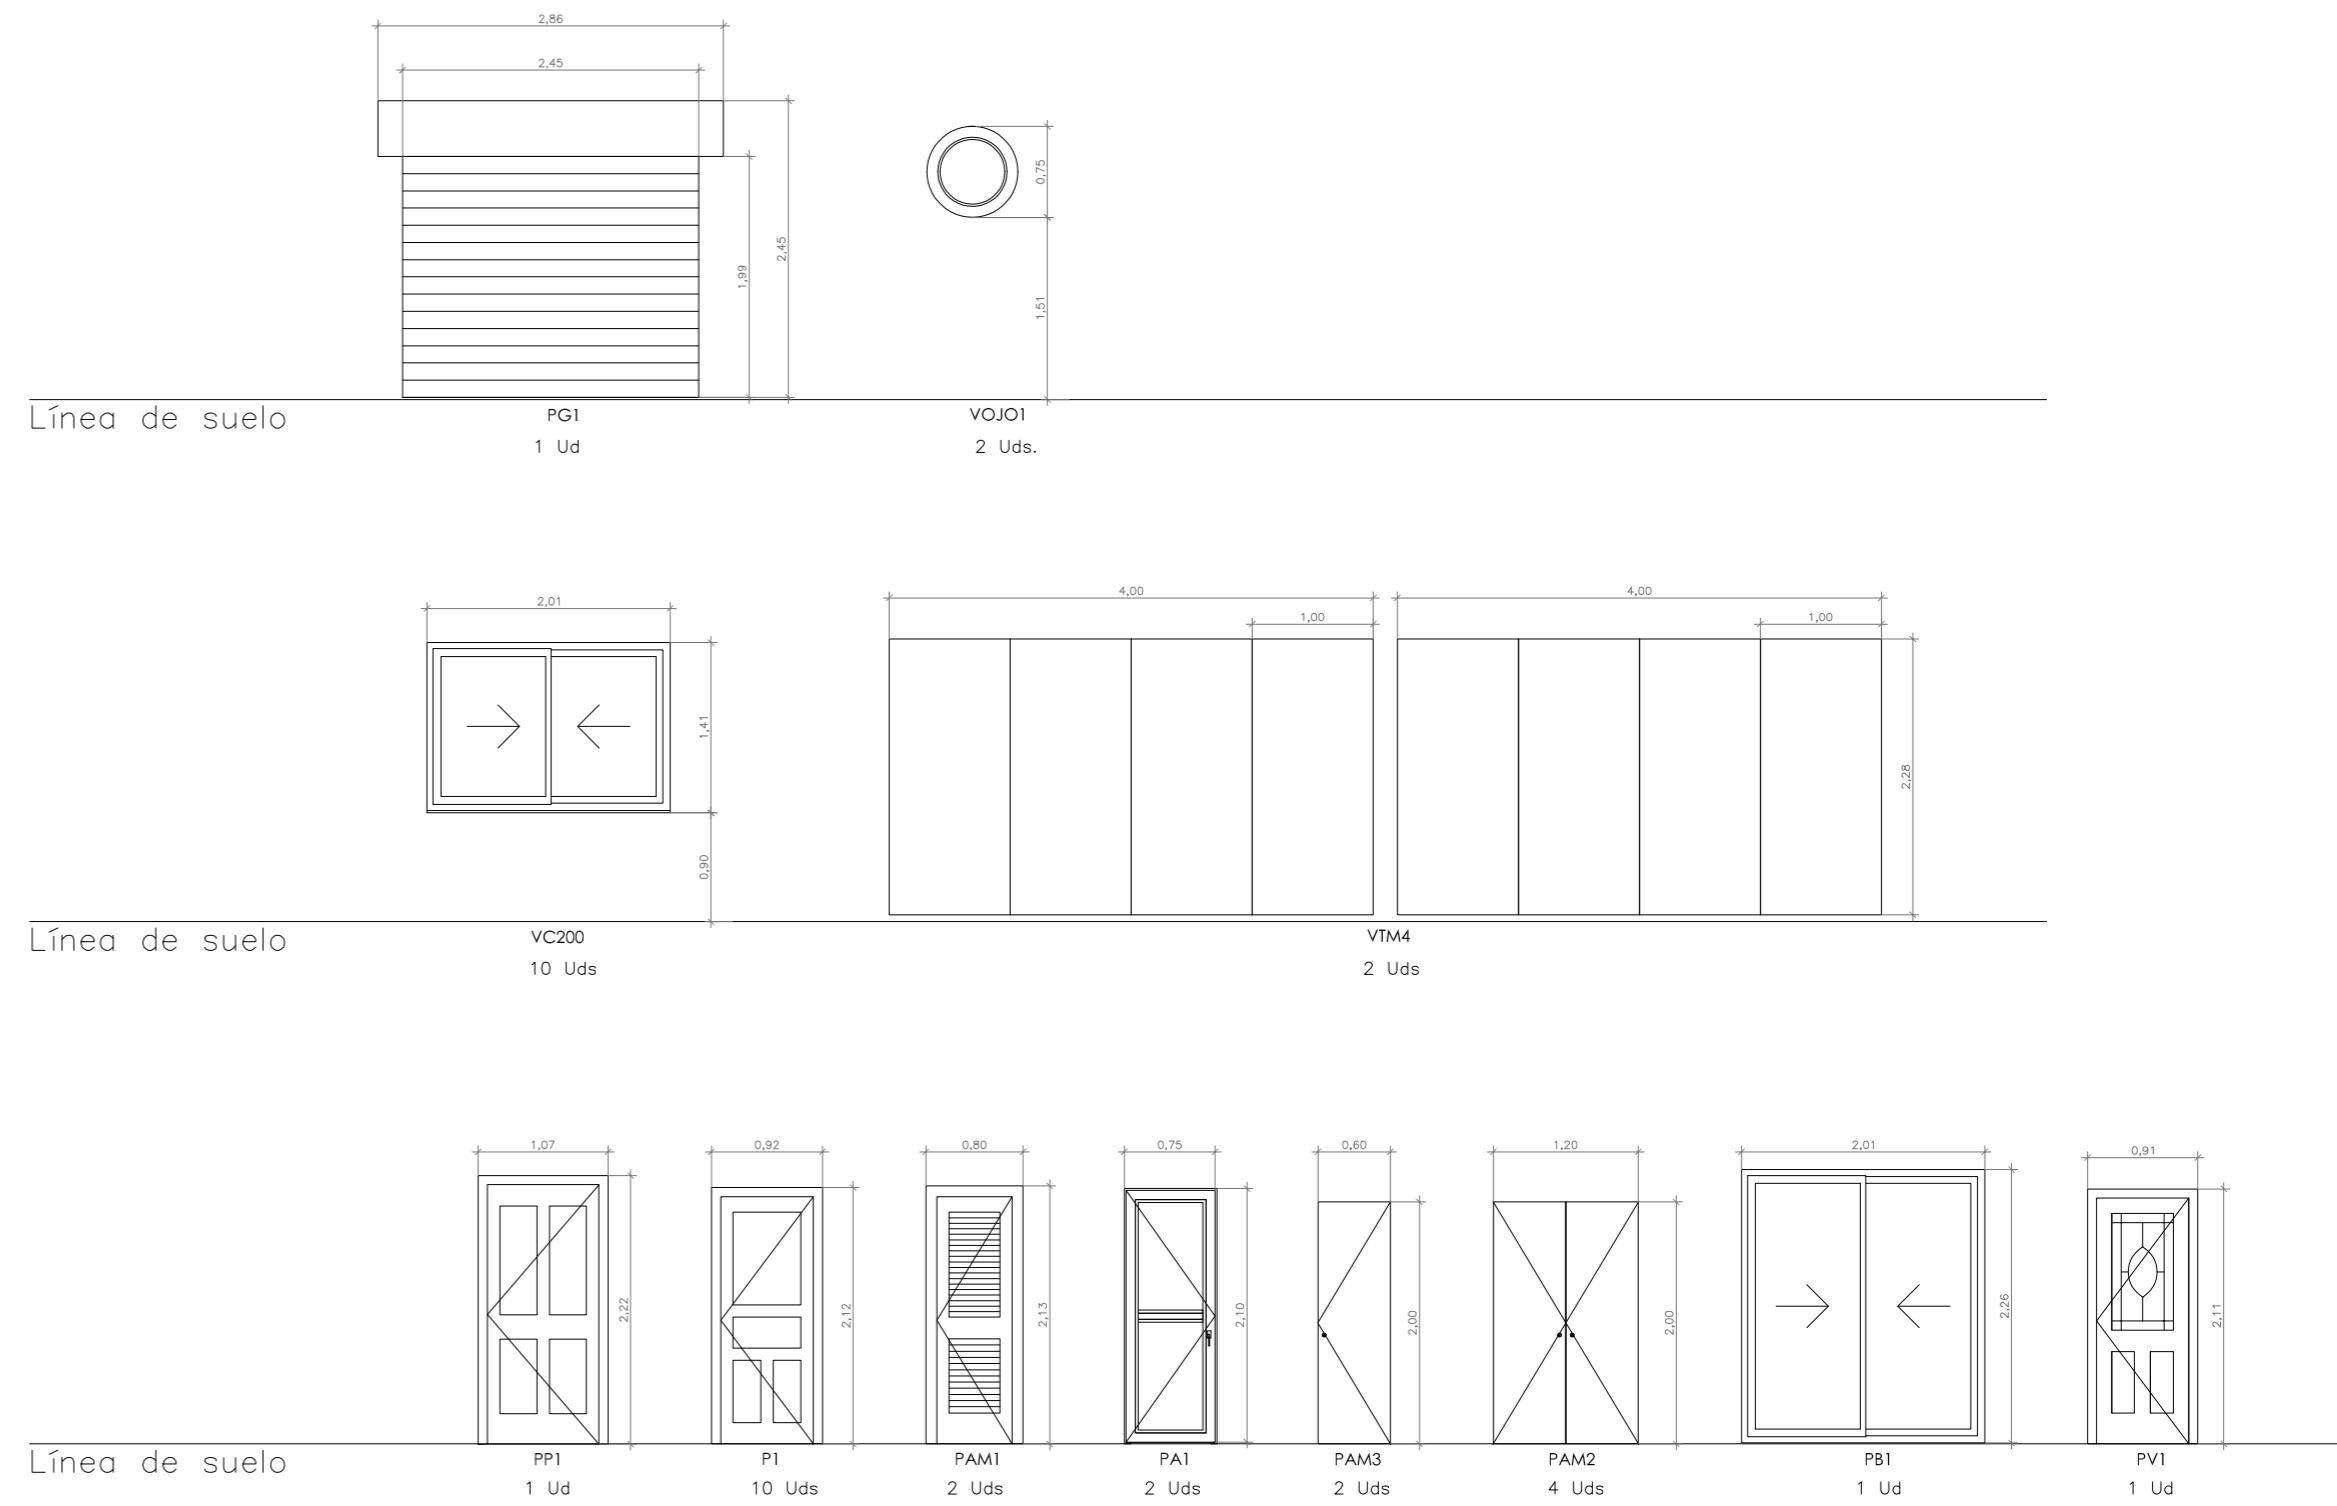 2,86
2,45
0,75
2,45
1,99
1,51
Línea de suelo
PG1
VOJO1
1 Ud
2 Uds.
4,00
4,00
2,01
1,00
1,00
1,41
2,28
0,90
Línea de suelo
VC200
VTM4
10 Uds
2 Uds
1,07
0,92
0,80
0,75
0,60
1,20
2,01
0,91
2,22
2,12
2,13
2,10
2,00
2,00
2,26
2,11
Línea de suelo
PP1
P1
PAM1
PA1
PAM3
PAM2
PB1
PV1
1 Ud
10 Uds
2 Uds
2 Uds
2 Uds
4 Uds
1 Ud
1 Ud